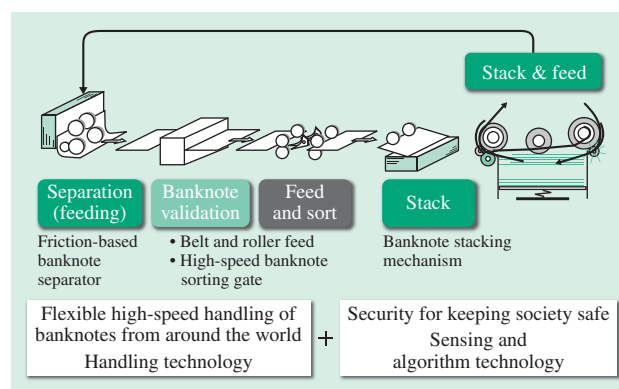 Stack & feed
Separation
(feeding)
Banknote
validation
Feed
and sort
Stack
Friction-based
banknote
separator
• Belt and roller feed
• High-speed banknote
sorting gate
Banknote stacking
mechanism
Flexible high-speed handling of
banknotes from around the world
Handling technology
+
Security for keeping society safe
Sensing and
algorithm technology